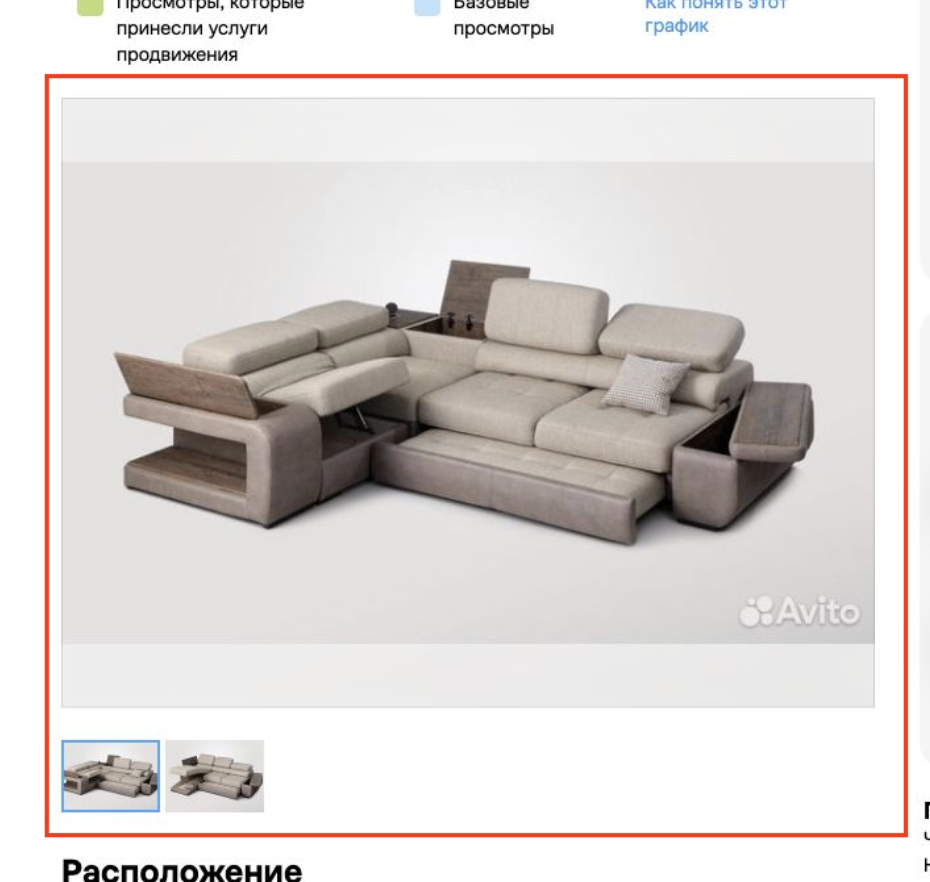 Просмотры, которые
принесли услуги
продвижения
Базовые
просмотры
Как понять этот
график
Avito
Расположение